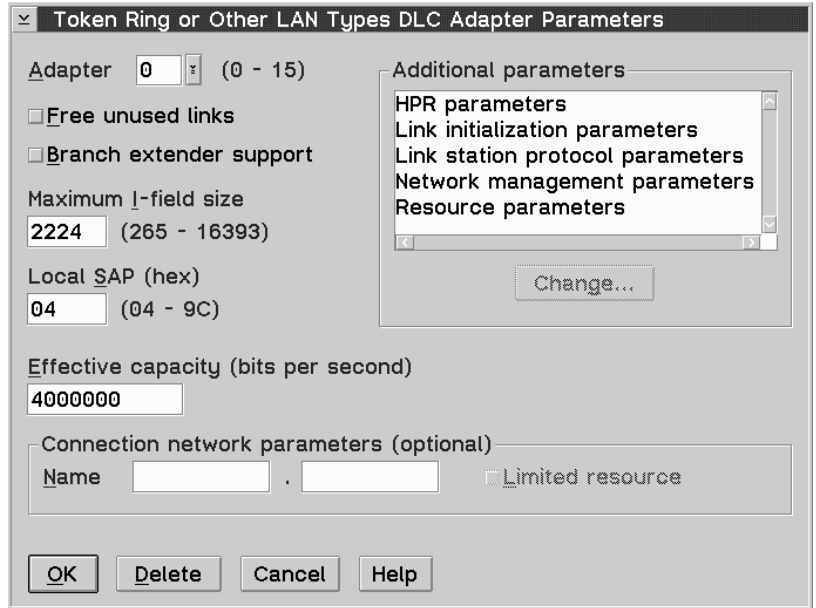 Token Ring or Other LAN Types DLC Adapter Parameters
Adapter 0 (0 - 15)
Free unused links
Branch extender support
Maximum I-field size
2224 (265 - 16393)
Local SAP (hex)
04 (04 - 9C)
Additional parameters
HPR parameters
Link initialization parameters
Link station protocol parameters
Network management parameters
Resource parameters
Change...
Effective capacity (bits per second)
4000000
Connection network parameters (optional)
Name . Limited resource
OK Delete Cancel Help